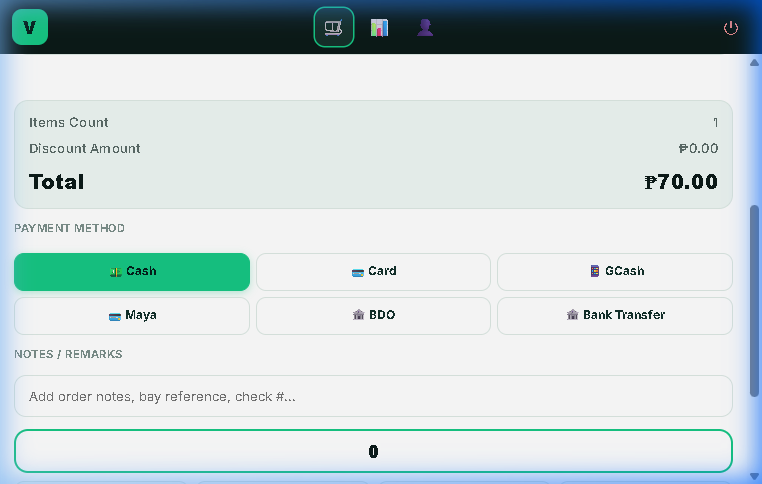 V
Items Count 1
Discount Amount ₱0.00
Total ₱70.00
PAYMENT METHOD
Cash Card GCash
Maya BDO Bank Transfer
NOTES / REMARKS
Add order notes, bay reference, check #...
0